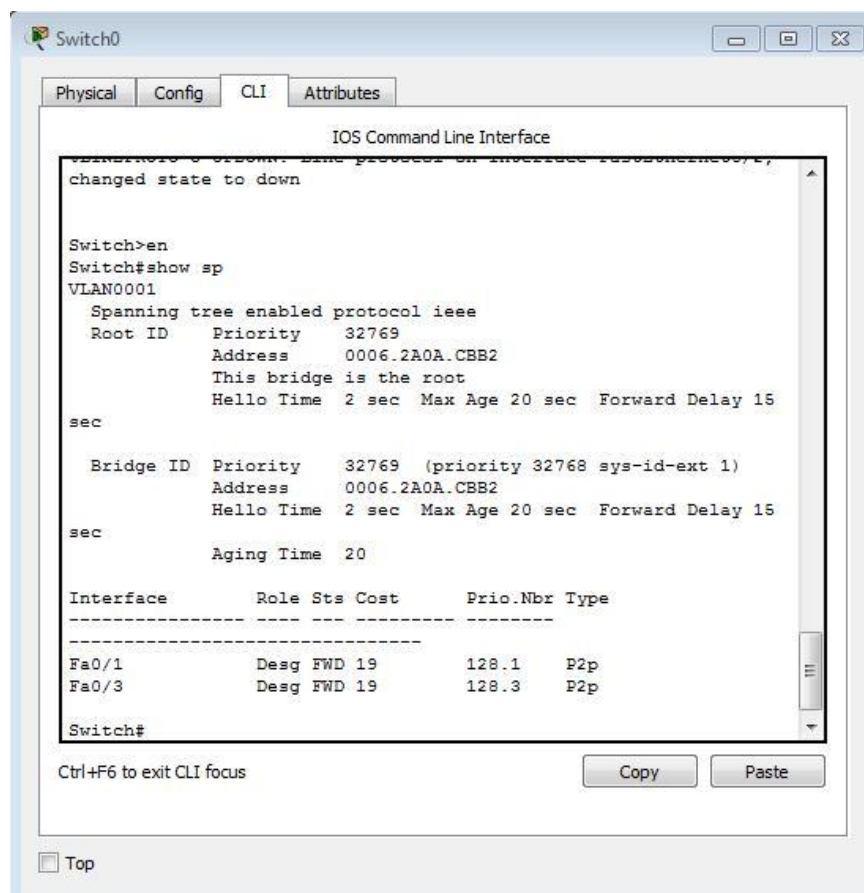 Switch0
Physical Config CLI Attributes
IOS Command Line Interface
changed state to down
Switch>en
Switch#show sp
VLAN0001
  Spanning tree enabled protocol ieee
  Root ID    Priority    32769
             Address     0006.2A0A.CBB2
             This bridge is the root
             Hello Time  2 sec  Max Age 20 sec  Forward Delay 15
sec
  Bridge ID  Priority    32769  (priority 32768 sys-id-ext 1)
             Address     0006.2A0A.CBB2
             Hello Time  2 sec  Max Age 20 sec  Forward Delay 15
sec
             Aging Time  20
Interface        Role Sts Cost      Prio.Nbr Type
---------------- ---- --- --------- --------
--------------------------------
Fa0/1            Desg FWD 19        128.1    P2p
Fa0/3            Desg FWD 19        128.3    P2p
Switch#
Ctrl+F6 to exit CLI focus
Copy Paste
Top